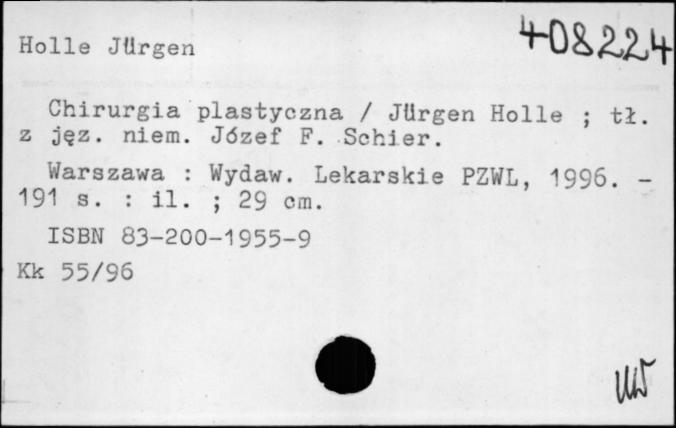 408224
Holle Jürgen
Chirurgia plastyczna / Jürgen Holle ; tł.
z jęz. niem. Józef F. Schier.
Warszawa : Wydaw. Lekarskie PZWL, 1996. -
191 s. : il. ; 29 cm.
ISBN 83-200-1955-9
Kk 55/96